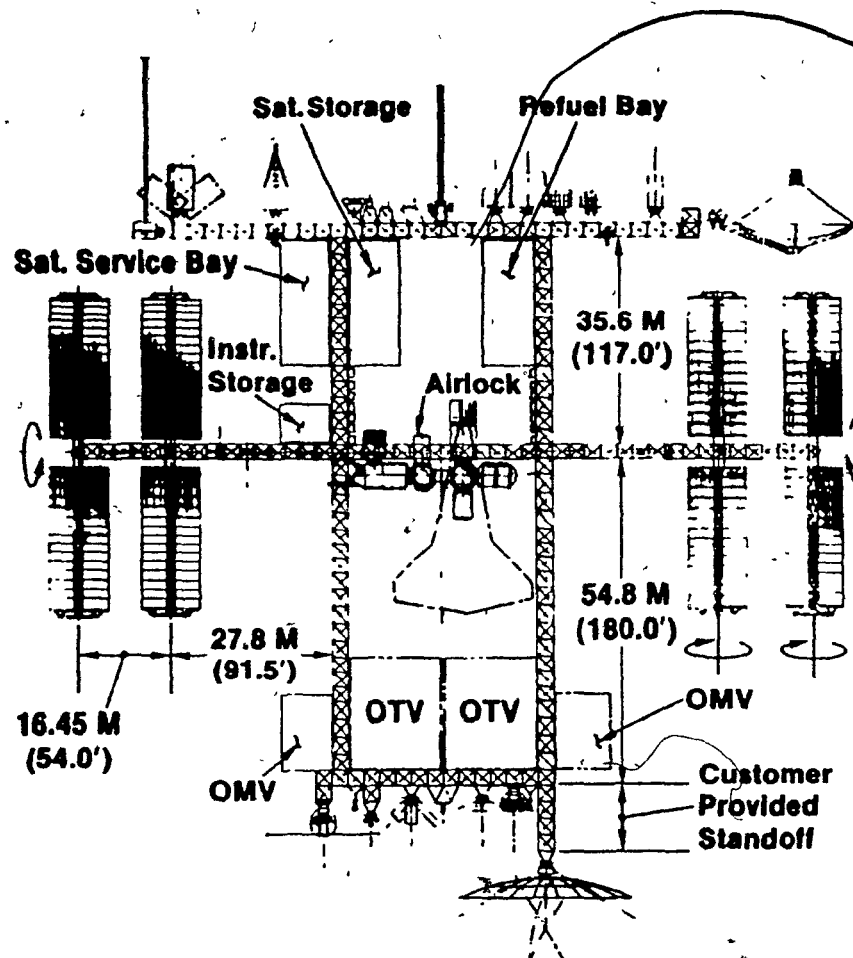 Sat. Storage
Refuel Bay
Sat. Service Bay
35.6 M
(117.0')
Instr.
Storage
Airlock
54.8 M
(180.0')
27.8 M
(91.5')
16.45 M
(54.0')
OTV
OTV
OMV
OMV
Customer
Provided
Standoff